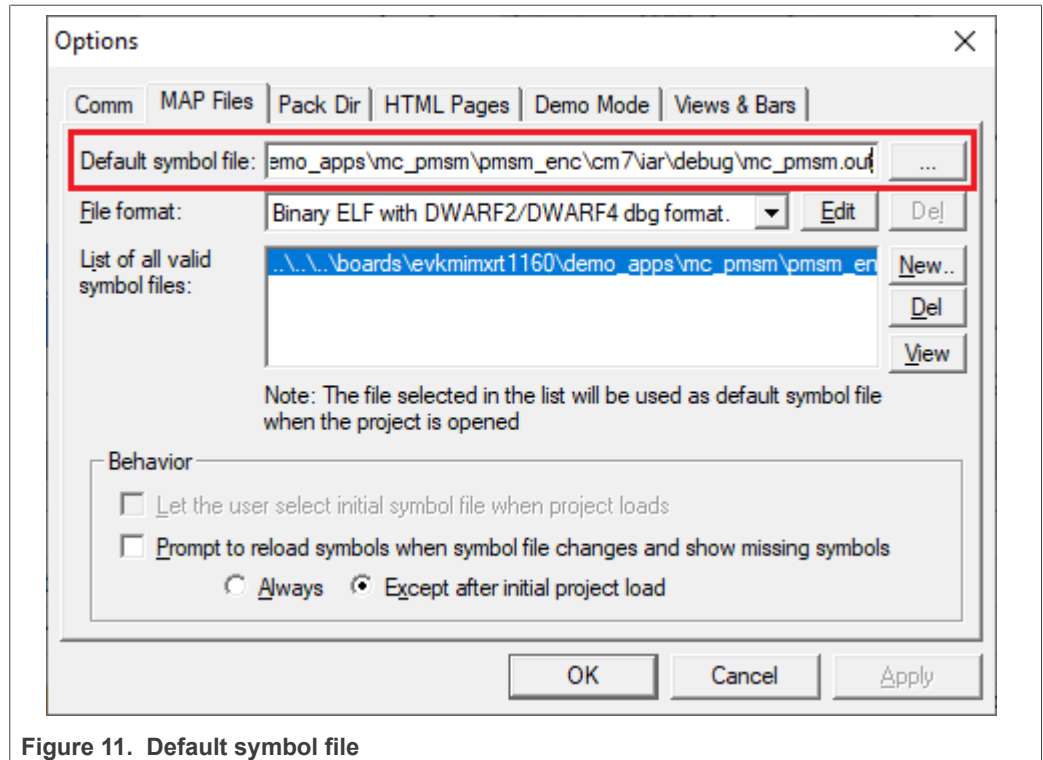 Options
Comm MAP Files Pack Dir HTML Pages Demo Mode Views & Bars
Default symbol file: emo_apps\mc_pmsm\pmsm_enc\cm7\iar\debug\mc_pmsm.out ...
File format: Binary ELF with DWARF2/DWARF4 dbg format. Edit Del
List of all valid symbol files: ..\..\..\boards\evkmimxrt1160\demo_apps\mc_pmsm\pmsm_en New..
Del
View
Note: The file selected in the list will be used as default symbol file
when the project is opened
Behavior
Let the user select initial symbol file when project loads
Prompt to reload symbols when symbol file changes and show missing symbols
Always Except after initial project load
OK Cancel Apply
Figure 11. Default symbol file